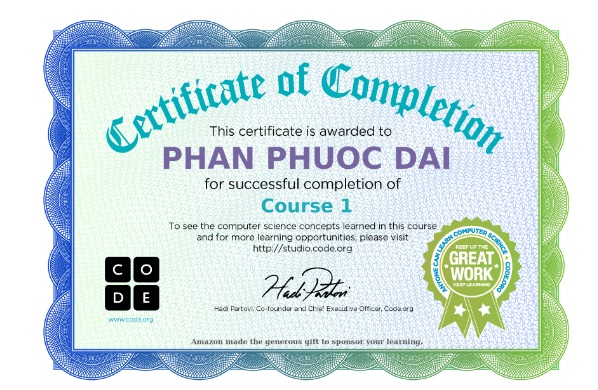 Certificate of Completion
This certificate is awarded to
PHAN PHUOC DAI
for successful completion of
Course 1
To see the computer science concepts learned in this course
and for more learning opportunities, please visit
http://studio.code.org
ANYONE CAN LEARN COMPUTER SCIENCE • CODE.ORG
KEEP UP THE
GREAT
WORK
KEEP LEARNING
C O
D E
www.code.org
Hadi Partovi
Hadi Partovi, Co-founder and Chief Executive Officer, Code.org
Amazon made the generous gift to sponsor your learning.